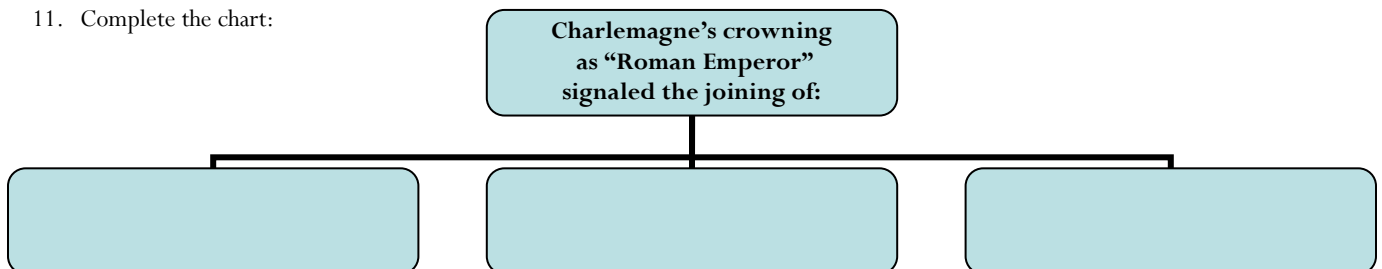 11. Complete the chart:
Charlemagne's crowning
as “Roman Emperor”
signaled the joining of: